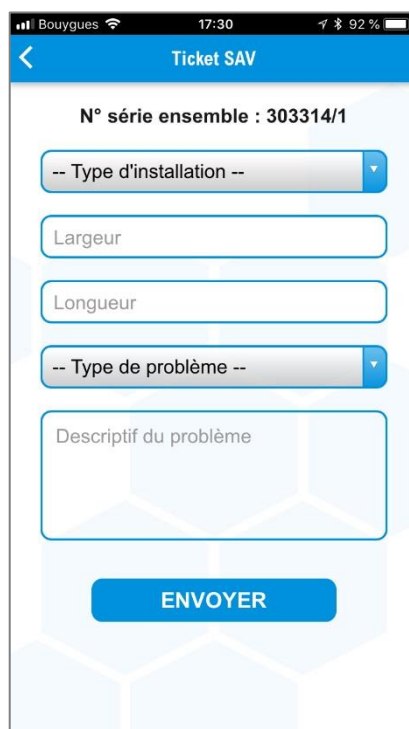 Bouygues 17:30 92 %
Ticket SAV
N° série ensemble : 303314/1
-- Type d'installation --
Largeur
Longueur
-- Type de problème --
Descriptif du problème
ENVOYER